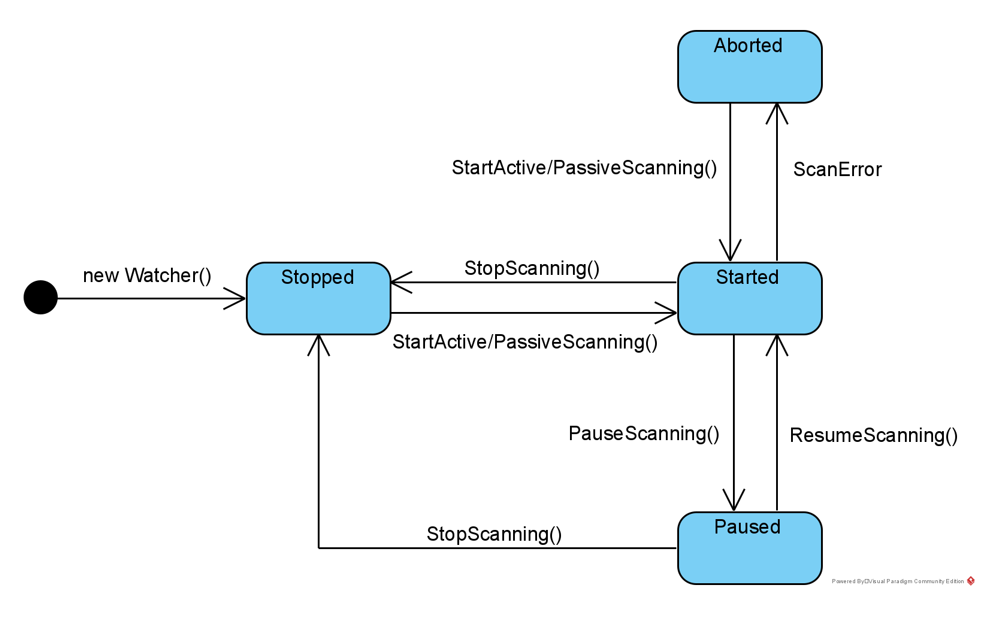 Aborted
StartActive/PassiveScanning()
ScanError
new Watcher()
Stopped
StopScanning()
Started
StartActive/PassiveScanning()
PauseScanning()
ResumeScanning()
StopScanning()
Paused
Powered By Visual Paradigm Community Edition